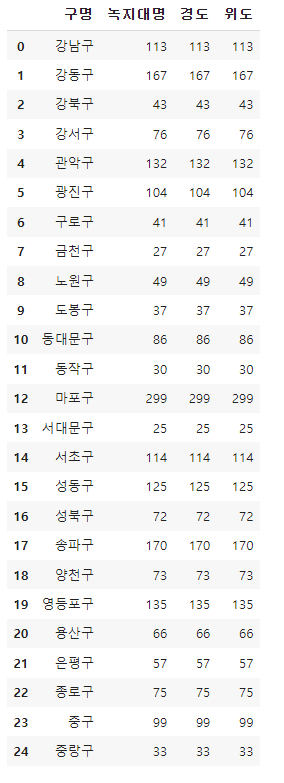 구명 녹지대명 경도 위도
0 강남구 113 113 113
1 강동구 167 167 167
2 강북구 43 43 43
3 강서구 76 76 76
4 관악구 132 132 132
5 광진구 104 104 104
6 구로구 41 41 41
7 금천구 27 27 27
8 노원구 49 49 49
9 도봉구 37 37 37
10 동대문구 86 86 86
11 동작구 30 30 30
12 마포구 299 299 299
13 서대문구 25 25 25
14 서초구 114 114 114
15 성동구 125 125 125
16 성북구 72 72 72
17 송파구 170 170 170
18 양천구 73 73 73
19 영등포구 135 135 135
20 용산구 66 66 66
21 은평구 57 57 57
22 종로구 75 75 75
23 중구 99 99 99
24 중랑구 33 33 33